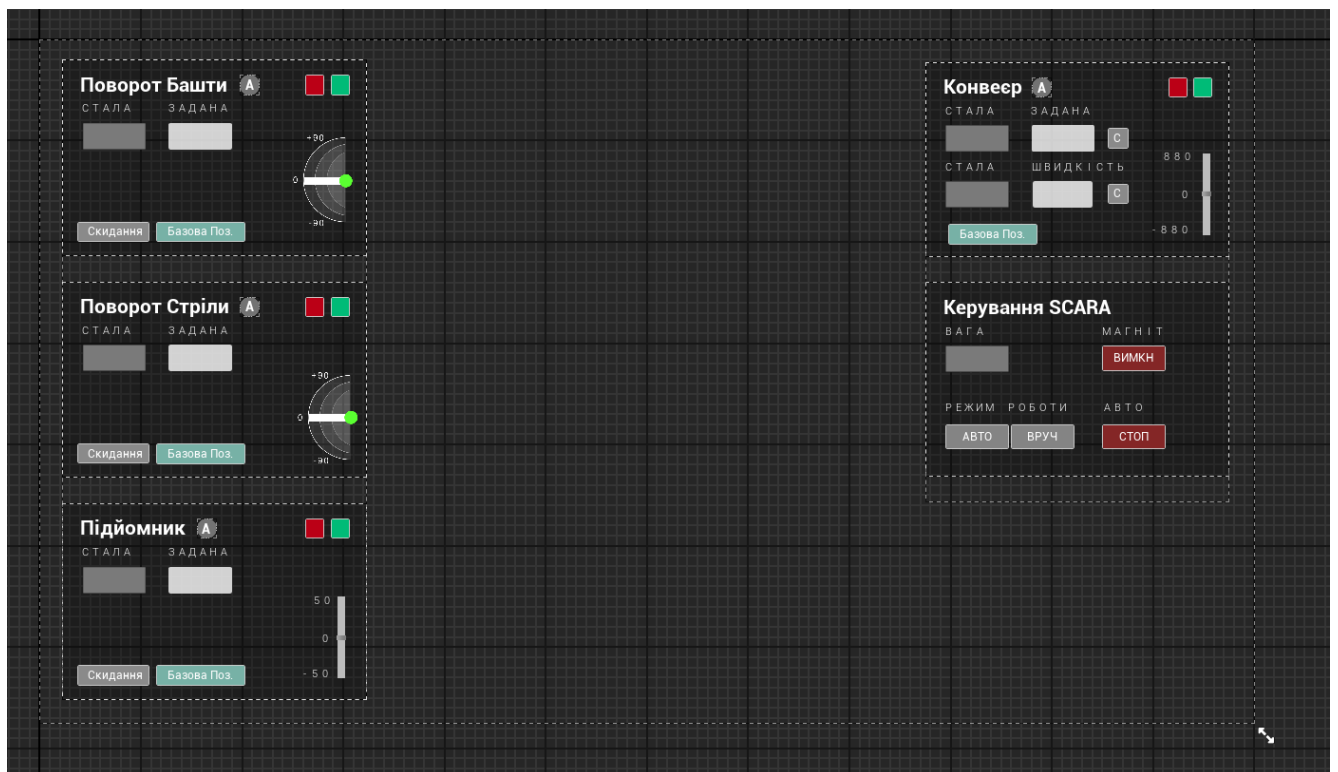 Поворот Башти А
СТАЛА ЗАДАНА
+90
0
-90
Скидання Базова Поз.
Поворот Стріли А
СТАЛА ЗАДАНА
+90
0
-90
Скидання Базова Поз.
Підйомник А
СТАЛА ЗАДАНА
50
0
-50
Скидання Базова Поз.
Конвеєр А
СТАЛА ЗАДАНА
С
880
СТАЛА ШВИДКІСТЬ
С
0
-880
Базова Поз.
Керування SCARA
ВАГА МАГНІТ
ВИМКН
РЕЖИМ РОБОТИ АВТО
АВТО ВРУЧ СТОП